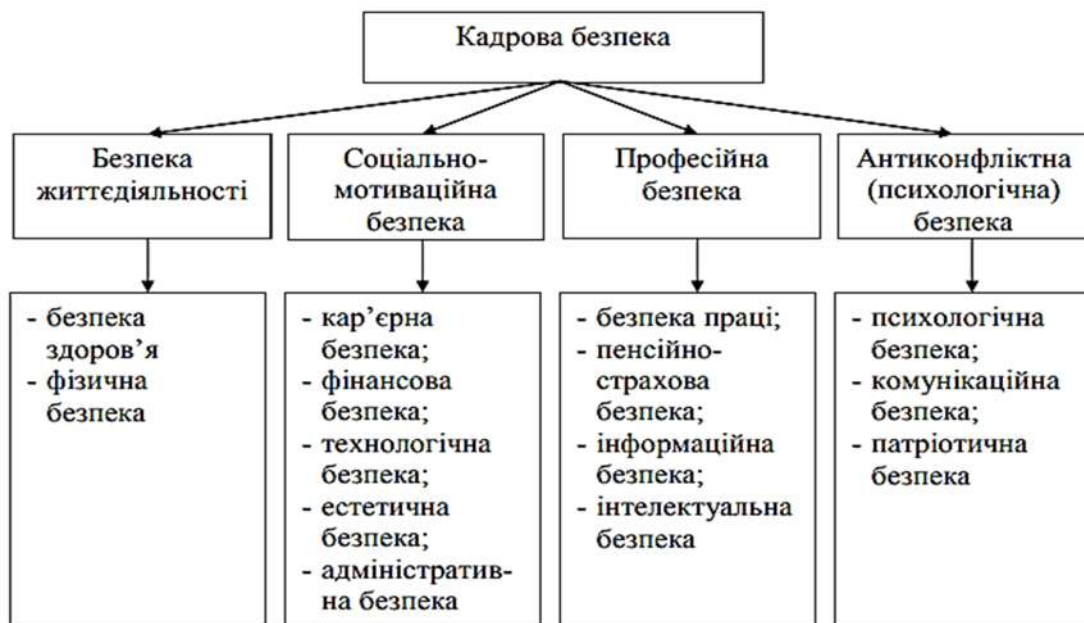 Кадрова безпека
Безпека
життєдіяльності
Соціально-
мотиваційна
безпека
Професійна
безпека
Антиконфліктна
(психологічна)
безпека
- безпека
здоров’я
- фізична
безпека
- кар’єрна
безпека;
- фінансова
безпека;
- технологічна
безпека;
- естетична
безпека;
- адміністратив-
на безпека
- безпека праці;
- пенсійно-
страхова
безпека;
- інформаційна
безпека;
- інтелектуальна
безпека
- психологічна
безпека;
- комунікаційна
безпека;
- патріотична
безпека